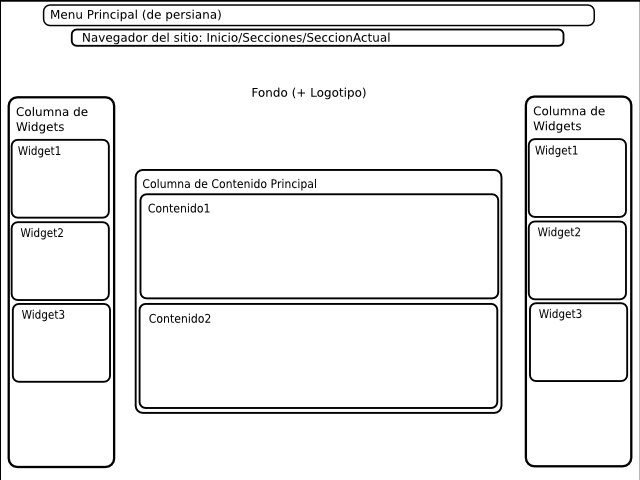 Menu Principal (de persiana)
Navegador del sitio: Inicio/Secciones/SeccionActual
Fondo (+ Logotipo)
Columna de
Widgets
Widget1
Widget2
Widget3
Columna de Contenido Principal
Contenido1
Contenido2
Columna de
Widgets
Widget1
Widget2
Widget3